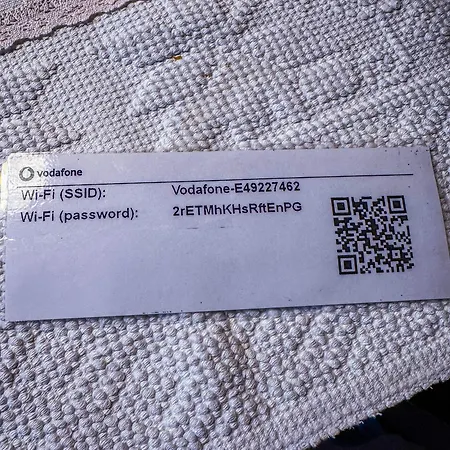 vodafone
Wi-Fi (SSID): Vodafone-E49227462
Wi-Fi (password): 2rETMhKHsRftEnPG